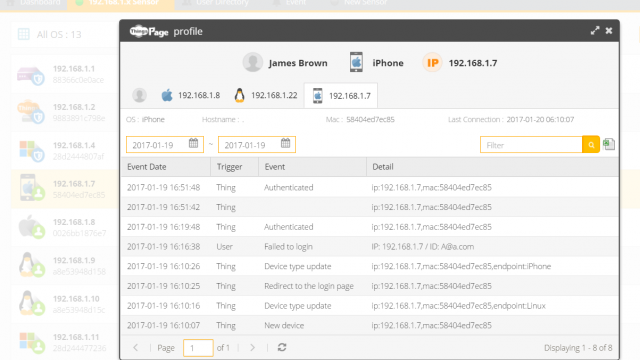 Dashboard 192.168.1.8 Sensor User Directory Event New Sensor
All OS : 13
ThingsPage profile
James Brown iPhone IP 192.168.1.7
192.168.1.8 192.168.1.22 192.168.1.7
OS : iPhone Hostname : . Mac : 58404ed7ec85 Last Connection : 2017-01-20 06:10:07
2017-01-19 ~ 2017-01-19 Filter
Event Date Trigger Event Detail
2017-01-19 16:51:48 Thing Authenticated ip:192.168.1.7,mac:58404ed7ec85
2017-01-19 16:51:42 Thing ip:192.168.1.7,mac:58404ed7ec85
2017-01-19 16:19:48 Thing Authenticated ip:192.168.1.7,mac:58404ed7ec85
2017-01-19 16:16:38 User Failed to login IP: 192.168.1.7 / ID: A@a.com
2017-01-19 16:10:26 Thing Device type update ip:192.168.1.7,mac:58404ed7ec85,endpoint:iPhone
2017-01-19 16:10:25 Thing Redirect to the login page ip:192.168.1.7,mac:58404ed7ec85
2017-01-19 16:10:16 Thing Device type update ip:192.168.1.7,mac:58404ed7ec85,endpoint:Linux
2017-01-19 16:10:07 Thing New device ip:192.168.1.7,mac:58404ed7ec85
Page 1 of 1 Displaying 1 - 8 of 8
192.168.1.1
88366c0e0ace
192.168.1.2
9883891c798e
192.168.1.4
28d2444807ef
192.168.1.7
58404ed7ec85
192.168.1.8
0026bb1876e7
192.168.1.9
a8e53948d158
192.168.1.10
a8e53948d15c
192.168.1.11
28d244477236